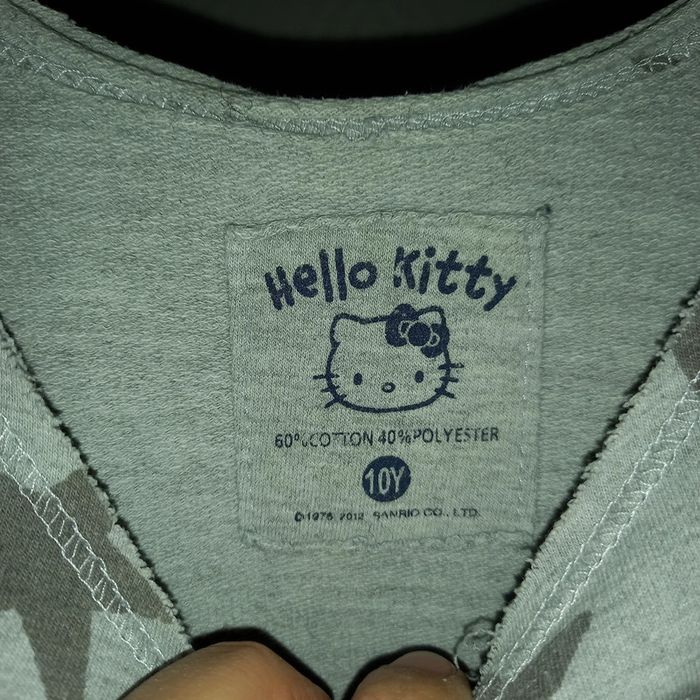 Hello Kitty
60% COTTON 40% POLYESTER
10Y
©1976, 2012 SANRIO CO., LTD.